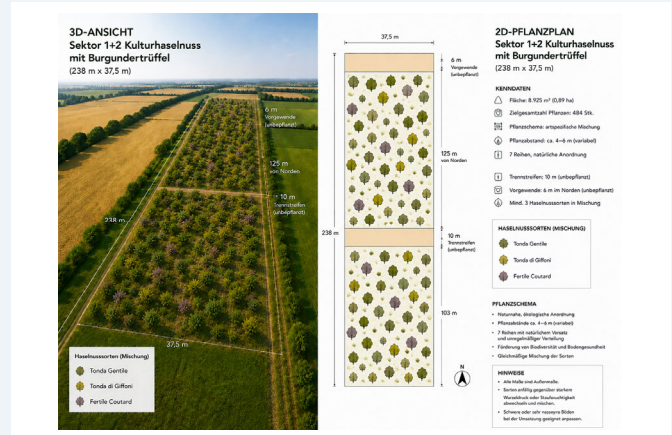 3D-ANSICHT
Sektor 1+2 Kulturhaselnuss
mit Burgundertrüffel
(238 m x 37,5 m)
6 m
Vorgewende
(unbepflanzt)
125 m
von Norden
10 m
Trennstreifen
(unbepflanzt)
238 m
37,5 m
Haselnusssorten (Mischung)
Tonda Gentile
Tonda di Giffoni
Fertile Coutard
37,5 m
6 m
Vorgewende
(unbepflanzt)
125 m
von Norden
238 m
10 m
Trennstreifen
(unbepflanzt)
103 m
N
2D-PFLANZPLAN
Sektor 1+2 Kulturhaselnuss
mit Burgundertrüffel
(238 m x 37,5 m)
KENNDATEN
Fläche: 8.925 m² (0,89 ha)
Zielgesamtzahl Pflanzen: 484 Stk.
Pflanzschema: artspezifische Mischung
Pflanzabstand: ca. 4–6 m (variabel)
7 Reihen, natürliche Anordnung
Trennstreifen: 10 m (unbepflanzt)
Vorgewende: 6 m im Norden (unbepflanzt)
Mind. 3 Haselnusssorten in Mischung
HASELNUSSSORTEN (MISCHUNG)
Tonda Gentile
Tonda di Giffoni
Fertile Coutard
PFLANZSCHEMA
• Naturnahe, ökologische Anordnung
• Pflanzabstände ca. 4–6 m (variabel)
• 7 Reihen mit natürlichem Versatz
und unregelmäßiger Verteilung
• Förderung von Biodiversität und Bodengesundheit
• Gleichmäßige Mischung der Sorten
HINWEISE
• Alle Maße sind Außenmaße.
• Sorten anfällig gegenüber starkem
Wurzeldruck oder
abwechseln und mischen.
• Schwere oder sehr Böden
bei der Umsetzung geeignet anpassen.